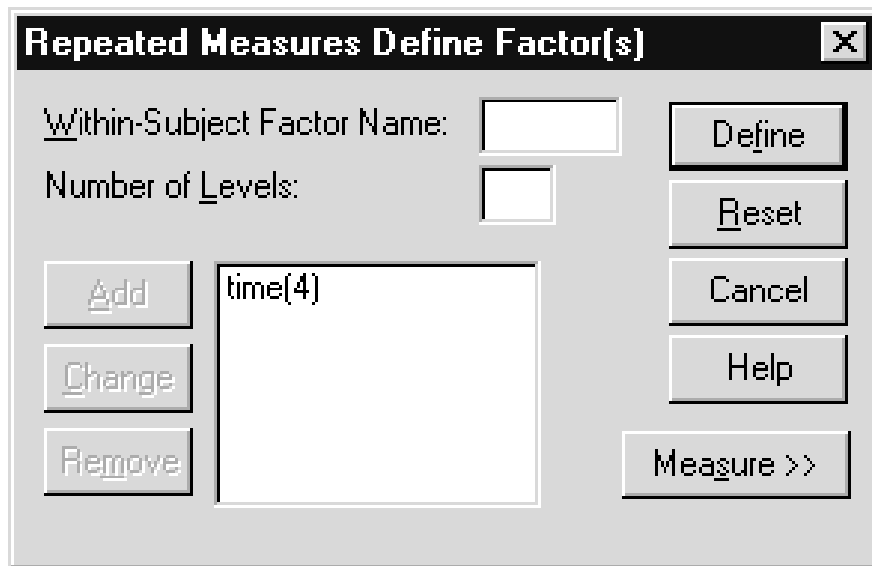 Repeated Measures Define Factor(s)
Within-Subject Factor Name:
Define
Number of Levels:
Reset
Add
time(4)
Cancel
Change
Help
Remove
Measure >>